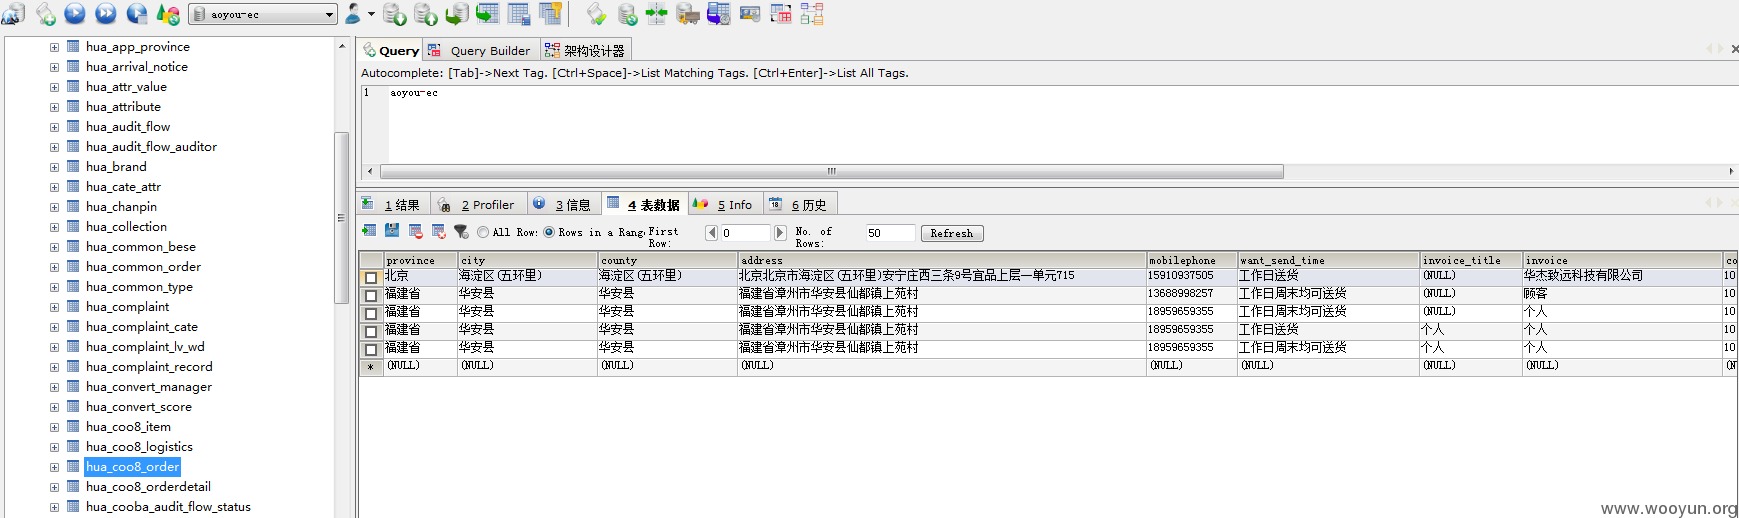 aoyou-ec
hua_app_province
hua_arrival_notice
hua_attr_value
hua_attribute
hua_audit_flow
hua_audit_flow_auditor
hua_brand
hua_cate_attr
hua_chanpin
hua_collection
hua_common_bese
hua_common_order
hua_common_type
hua_complaint
hua_complaint_cate
hua_complaint_lv_wd
hua_complaint_record
hua_convert_manager
hua_convert_score
hua_coo8_item
hua_coo8_logistics
hua_coo8_order
hua_coo8_orderdetail
hua_cooba_audit_flow_status
Query Query Builder 架构设计器
Autocomplete: [Tab]->Next Tag. [Ctrl+Space]->List Matching Tags. [Ctrl+Enter]->List All Tags.
1 aoyou-ec
1 结果 2 Profiler 3 信息 4 表数据 5 Info 6 历史
All Row: Rows in a Rang, First Row: 0 No. of Rows: 50 Refresh
province city county address mobilephone want_send_time invoice_title invoice co
北京 海淀区(五环里) 海淀区(五环里) 北京北京市海淀区(五环里)安宁庄西三条9号宜品上层一单元715 15910937505 工作日送货 (NULL) 华杰致远科技有限公司 10
福建省 华安县 华安县 福建省漳州市华安县仙都镇上苑村 13688998257 工作日周末均可送货 (NULL) 顾客 10
福建省 华安县 华安县 福建省漳州市华安县仙都镇上苑村 18959659355 工作日周末均可送货 (NULL) 个人 10
福建省 华安县 华安县 福建省漳州市华安县仙都镇上苑村 18959659355 工作日送货 个人 个人 10
福建省 华安县 华安县 福建省漳州市华安县仙都镇上苑村 18959659355 工作日周末均可送货 个人 个人 10
* (NULL) (NULL) (NULL) (NULL) (NULL) (NULL) (NULL) (NULL) (N
www.wooyun.org